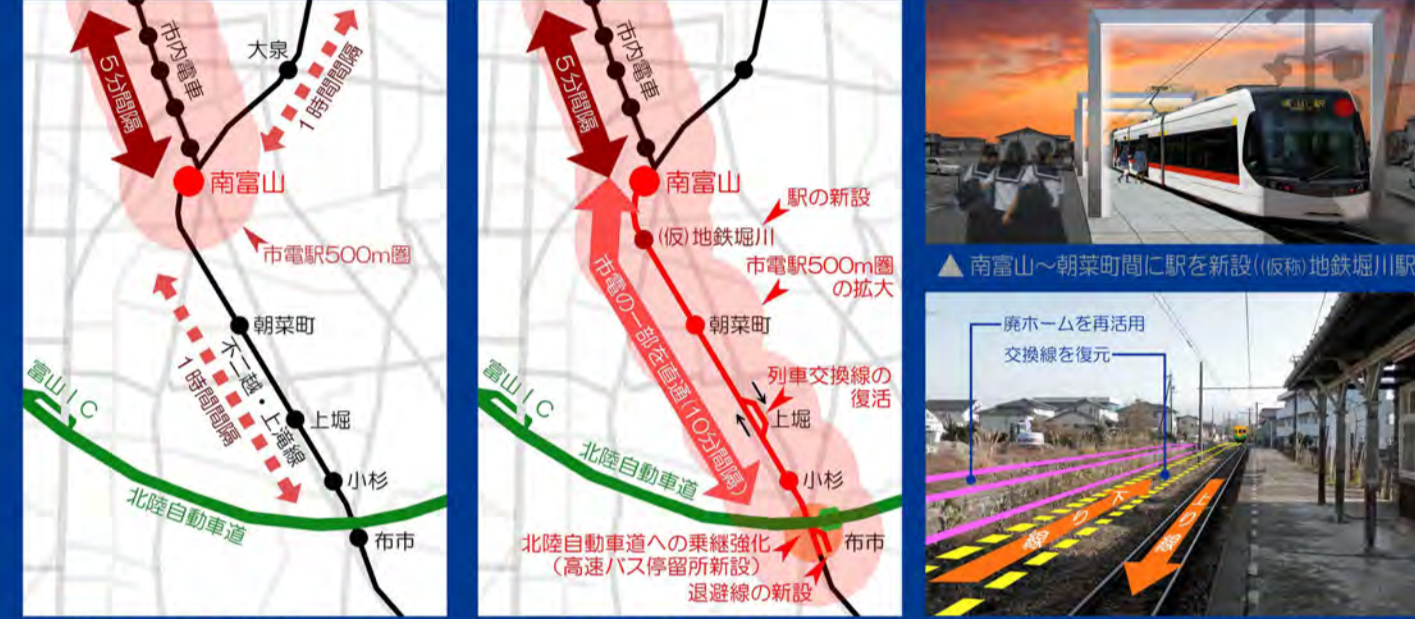 市内電車
5分間隔
大泉
1時間間隔
南富山
市電駅500m圏
朝菜町
不二越・上滝線
1時間間隔
上堀
富山IC
小杉
北陸自動車道
布市
市内電車
5分間隔
南富山
駅の新設
(仮)地鉄堀川
市電駅500m圏
の拡大
市電の一部を直通(10分間隔)
朝菜町
列車交換線の
復活
上堀
富山IC
北陸自動車道
小杉
北陸自動車道への乗継強化
(高速バス停留所新設)
布市
退避線の新設
▲ 南富山～朝菜町間に駅を新設((仮称)地鉄堀川駅
廃ホームを再活用
交換線を復元
下り線
上り線